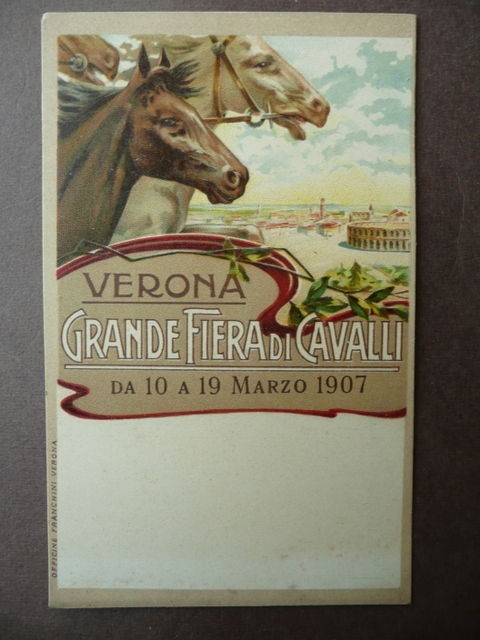 VERONA
GRANDE FIERA DI CAVALLI
DA 10 A 19 MARZO 1907
OFFICINE FRANCHINI VERONA